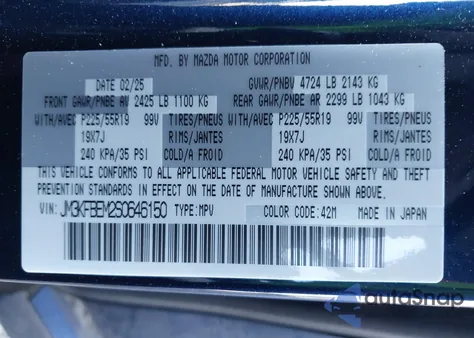 MFD. BY MAZDA MOTOR CORPORATION
DATE 02/25 GVWR/PNBV 4724 LB 2143 KG
FRONT GAWR/PNBE AV 2425 LB 1100 KG REAR GAWR/PNBE AR 2299 LB 1043 KG
WITH/AVEC P225/55R19 99V TIRES/PNEUS WITH/AVEC P225/55R19 99V TIRES/PNEUS
19X7J RIMS/JANTES 19X7J RIMS/JANTES
240 KPA/35 PSI COLD/A FROID 240 KPA/35 PSI COLD/A FROID
THIS VEHICLE CONFORMS TO ALL APPLICABLE FEDERAL MOTOR VEHICLE SAFETY AND THEFT
PREVENTION STANDARDS IN EFFECT ON THE DATE OF MANUFACTURE SHOWN ABOVE.
VIN: JM3KFBEM2S0646150 TYPE:MPV COLOR CODE:42M MADE IN JAPAN
autoSnap